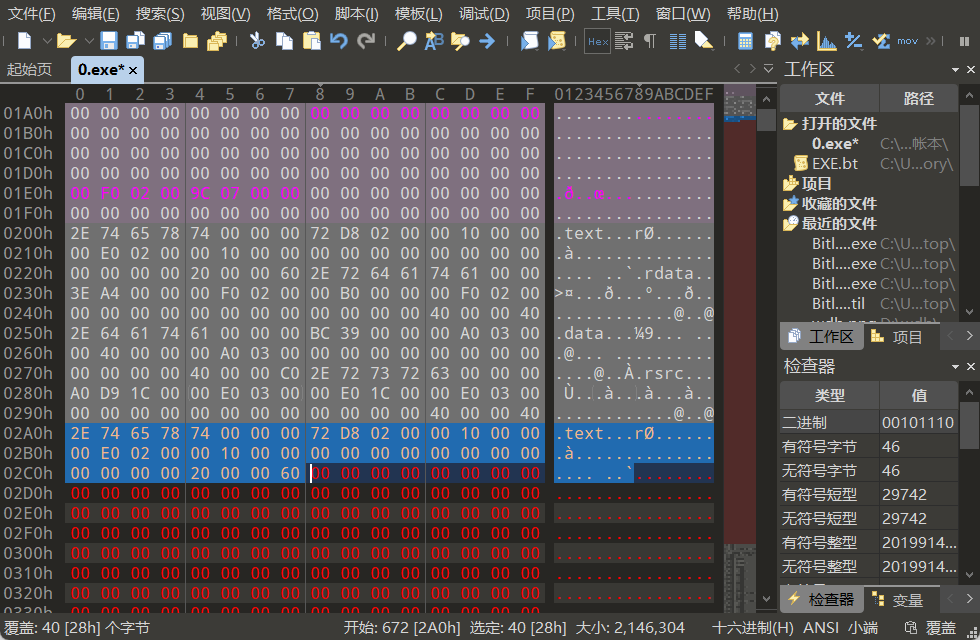 文件(F) 编辑(E) 搜索(S) 视图(V) 格式(O) 脚本(I) 模板(L) 调试(D) 项目(P) 工具(T) 窗口(W) 帮助(H)
Hex mov
起始页 0.exe* ×
0 1 2 3 4 5 6 7 8 9 A B C D E F 0123456789ABCDEF
01A0h 00 00 00 00 00 00 00 00 00 00 00 00 00 00 00 00 ................
01B0h 00 00 00 00 00 00 00 00 00 00 00 00 00 00 00 00 ................
01C0h 00 00 00 00 00 00 00 00 00 00 00 00 00 00 00 00 ................
01D0h 00 00 00 00 00 00 00 00 00 00 00 00 00 00 00 00 ................
01E0h 00 F0 02 00 9C 07 00 00 00 00 00 00 00 00 00 00 .ð..œ...........
01F0h 00 00 00 00 00 00 00 00 00 00 00 00 00 00 00 00 ................
0200h 2E 74 65 78 74 00 00 00 72 D8 02 00 00 10 00 00 .text...rØ......
0210h 00 E0 02 00 00 10 00 00 00 00 00 00 00 00 00 00 .à..............
0220h 00 00 00 00 20 00 00 60 2E 72 64 61 74 61 00 00 .... ..`.rdata..
0230h 3E A4 00 00 00 F0 02 00 00 B0 00 00 00 F0 02 00 >¤...ð...°...ð..
0240h 00 00 00 00 00 00 00 00 00 00 00 00 40 00 00 40 ............@..@
0250h 2E 64 61 74 61 00 00 00 BC 39 00 00 00 A0 03 00 .data...¼9... ..
0260h 00 40 00 00 00 A0 03 00 00 00 00 00 00 00 00 00 .@... ..........
0270h 00 00 00 00 40 00 00 C0 2E 72 73 72 63 00 00 00 ....@..À.rsrc...
0280h A0 D9 1C 00 00 E0 03 00 00 E0 1C 00 00 E0 03 00  Ù...à...à...à..
0290h 00 00 00 00 00 00 00 00 00 00 00 00 40 00 00 40 ............@..@
02A0h 2E 74 65 78 74 00 00 00 72 D8 02 00 00 10 00 00 .text...rØ......
02B0h 00 E0 02 00 00 10 00 00 00 00 00 00 00 00 00 00 .à..............
02C0h 00 00 00 00 20 00 00 60 00 00 00 00 00 00 00 00 .... ..`........
02D0h 00 00 00 00 00 00 00 00 00 00 00 00 00 00 00 00 ................
02E0h 00 00 00 00 00 00 00 00 00 00 00 00 00 00 00 00 ................
02F0h 00 00 00 00 00 00 00 00 00 00 00 00 00 00 00 00 ................
0300h 00 00 00 00 00 00 00 00 00 00 00 00 00 00 00 00 ................
0310h 00 00 00 00 00 00 00 00 00 00 00 00 00 00 00 00 ................
0320h 00 00 00 00 00 00 00 00 00 00 00 00 00 00 00 00 ................
工作区
文件 路径
打开的文件
0.exe* C:\...帐本\
EXE.bt C:\U...ory\
项目
收藏的文件
最近的文件
Bitl....exe C:\U...top\
Bitl....exe C:\U...top\
Bitl....exe C:\U...top\
Bitl....til C:\U...top\
工作区 项目
检查器
类型 值
二进制 00101110
有符号字节 46
无符号字节 46
有符号短型 29742
无符号短型 29742
有符号整型 2019914...
无符号整型 2019914...
检查器 变量
覆盖: 40 [28h] 个字节 开始: 672 [2A0h] 选定: 40 [28h] 大小: 2,146,304 十六进制(H) ANSI 小端 覆盖